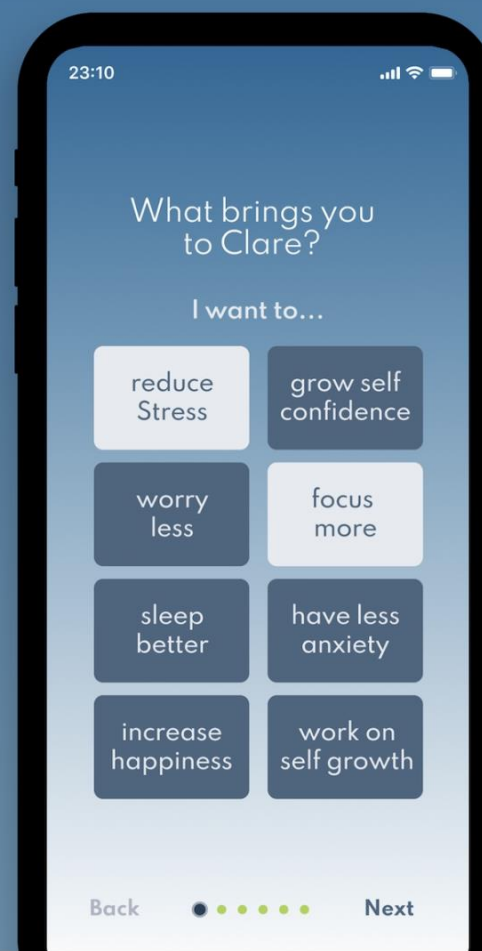 23:10
What brings you
to Clare?
I want to...
reduce
Stress
grow self
confidence
worry
less
focus
more
sleep
better
have less
anxiety
increase
happiness
work on
self growth
Back
Next